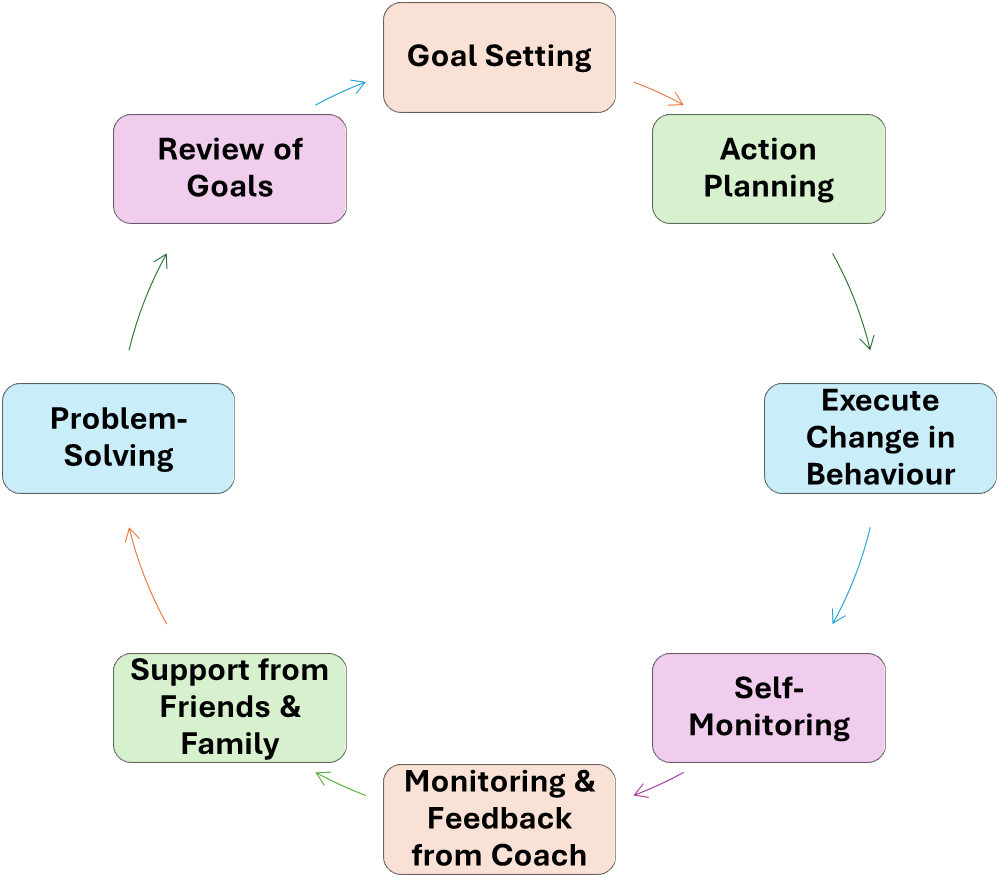 Goal Setting
Action
Planning
Execute
Change in
Behaviour
Self-
Monitoring
Monitoring &
Feedback
from Coach
Support from
Friends &
Family
Problem-
Solving
Review of
Goals